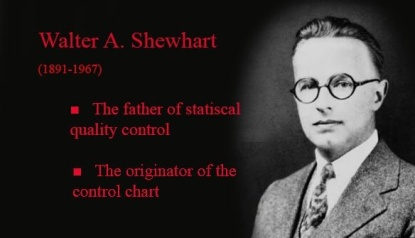 Walter A. Shewhart
(1891-1967)
■ The father of statiscal
quality control
■ The originator of the
control chart